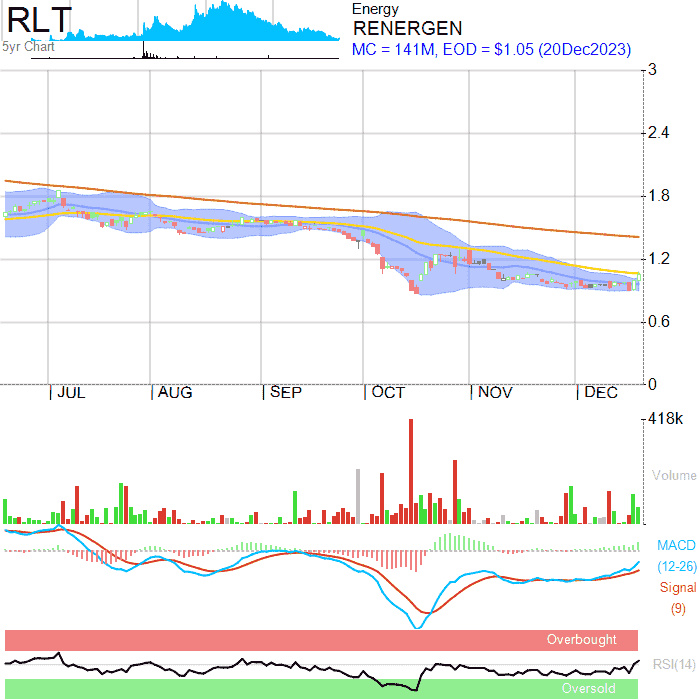 RLT
5yr Chart
Energy
RENERGEN
MC = 141M, EOD = $1.05 (20Dec2023)
3
2.4
1.8
1.2
0.6
0
JUL AUG SEP OCT NOV DEC
418k
Volume
MACD
(12-26)
Signal
(9)
Overbought
RSI(14)
Oversold